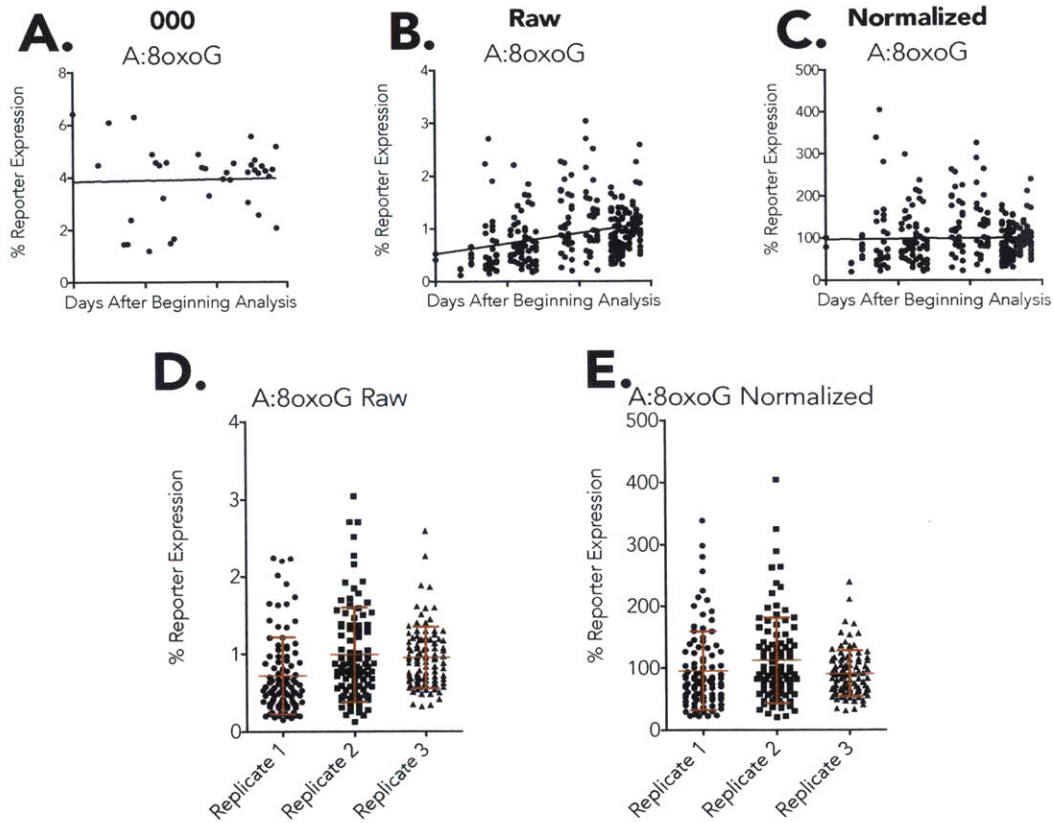 A.
000
A:8oxoG
% Reporter Expression
8
6
4
2
0
Days After Beginning Analysis
B.
Raw
A:8oxoG
% Reporter Expression
4
3
2
1
0
Days After Beginning Analysis
C.
Normalized
A:8oxoG
% Reporter Expression
500
400
300
200
100
0
Days After Beginning Analysis
D.
A:8oxoG Raw
% Reporter Expression
4
3
2
1
0
Replicate 1
Replicate 2
Replicate 3
E.
A:8oxoG Normalized
% Reporter Expression
500
400
300
200
100
0
Replicate 1
Replicate 2
Replicate 3